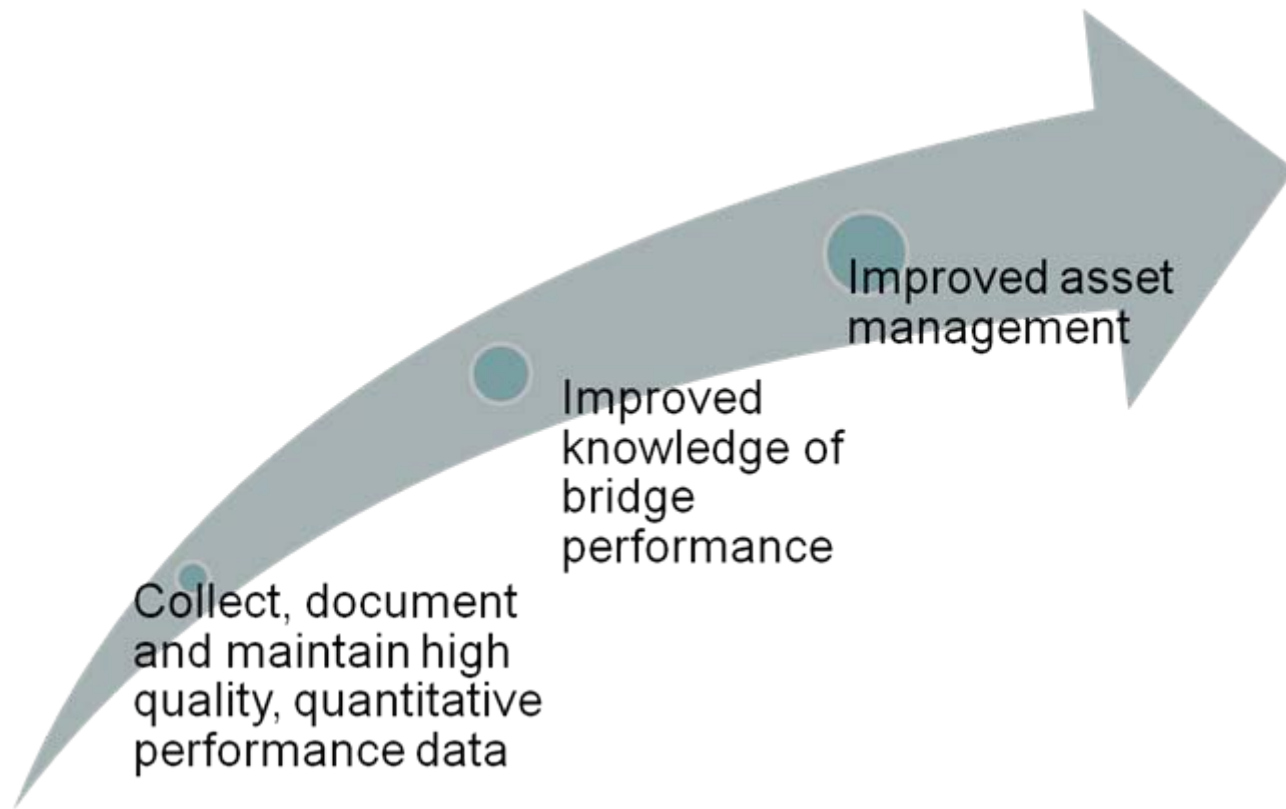 Improved asset
management
Improved
knowledge of
bridge
performance
Collect, document
and maintain high
quality, quantitative
performance data